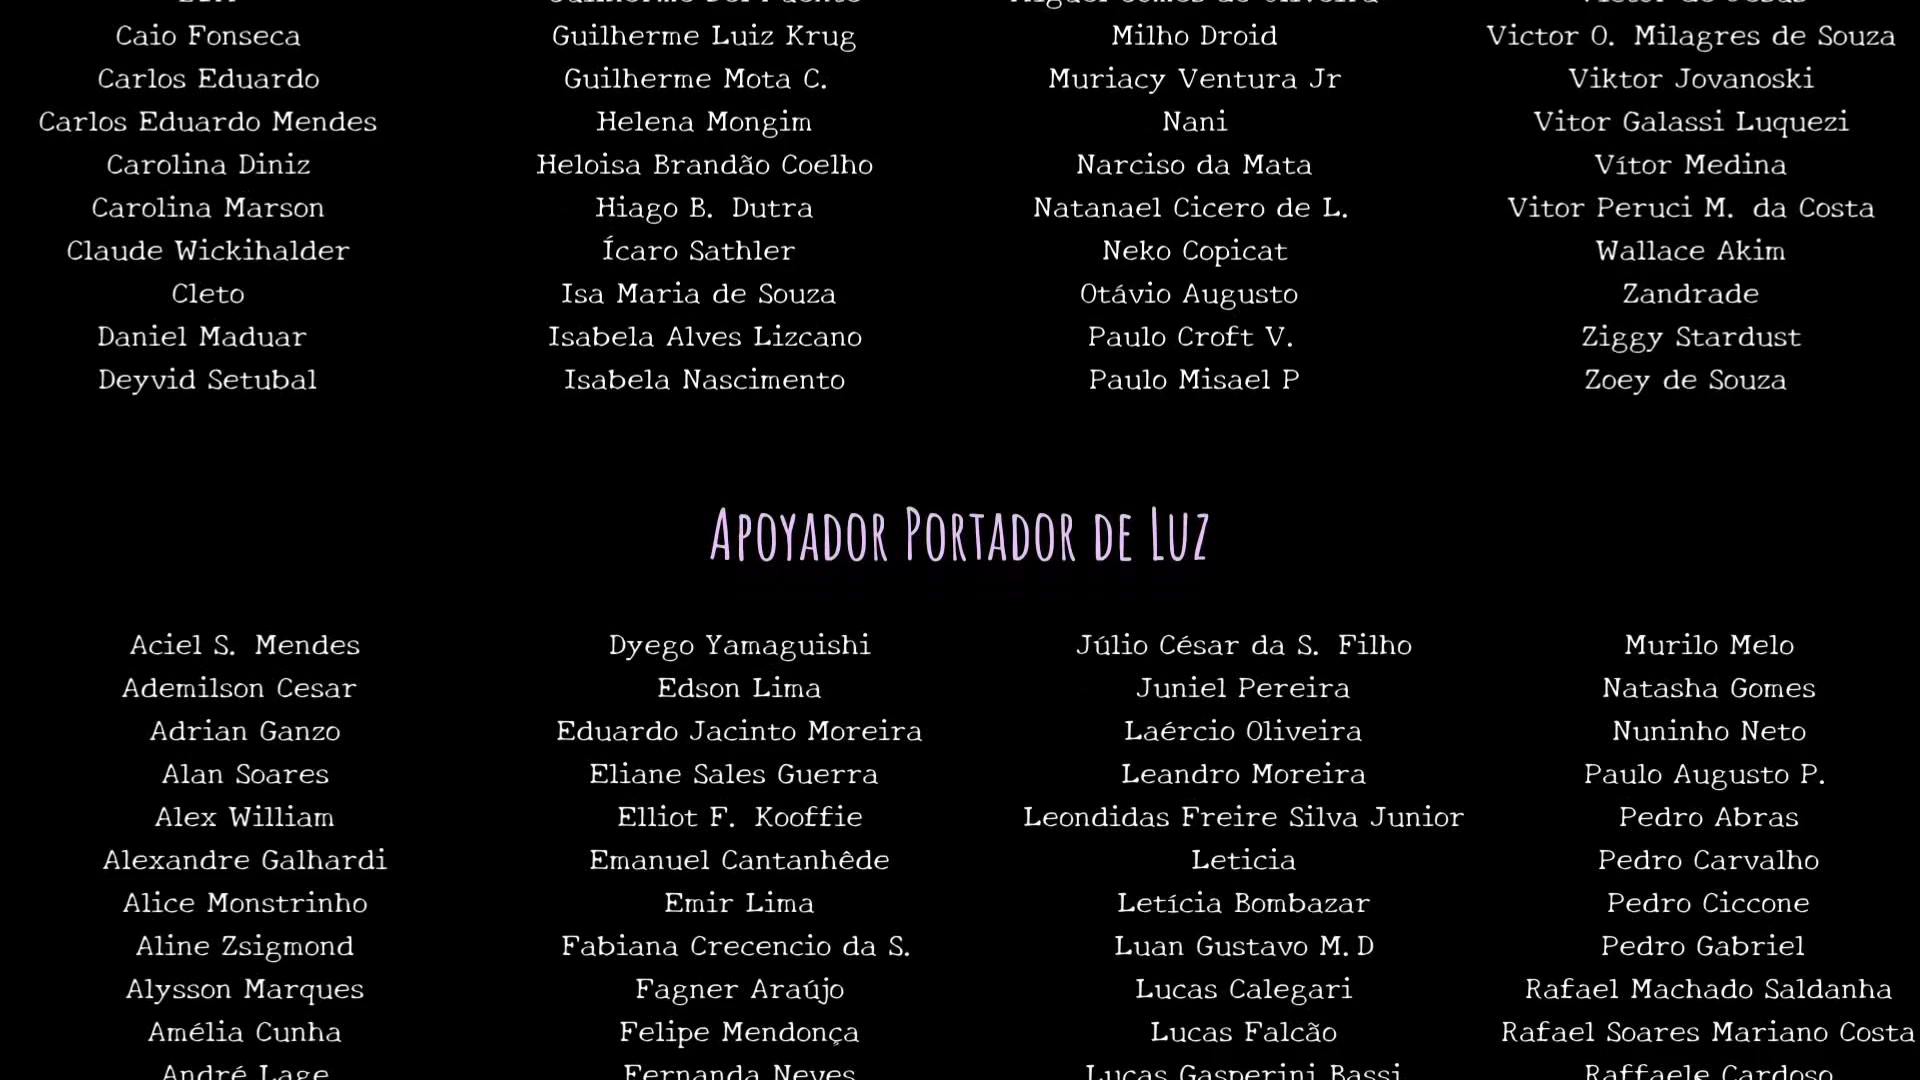 Caio Fonseca
Carlos Eduardo
Carlos Eduardo Mendes
Carolina Diniz
Carolina Marson
Claude Wickihalder
Cleto
Daniel Maduar
Deyvid Setubal
Guilherme Luiz Krug
Guilherme Mota C.
Helena Mongim
Heloisa Brandão Coelho
Hiago B. Dutra
Ícaro Sathler
Isa Maria de Souza
Isabela Alves Lizcano
Isabela Nascimento
Miguel Gomes de Oliveira
Milho Droid
Muriacy Ventura Jr
Nani
Narciso da Mata
Natanael Cicero de L.
Neko Copicat
Otávio Augusto
Paulo Croft V.
Paulo Misael P
Victor de Jesus
Victor O. Milagres de Souza
Viktor Jovanoski
Vitor Galassi Luquezi
Vítor Medina
Vitor Peruci M. da Costa
Wallace Akim
Zandrade
Ziggy Stardust
Zoey de Souza
Apoyador Portador de Luz
Aciel S. Mendes
Ademilson Cesar
Adrian Ganzo
Alan Soares
Alex William
Alexandre Galhardi
Alice Monstrinho
Aline Zsigmond
Alysson Marques
Amélia Cunha
André Lage
Dyego Yamaguishi
Edson Lima
Eduardo Jacinto Moreira
Eliane Sales Guerra
Elliot F. Kooffie
Emanuel Cantanhêde
Emir Lima
Fabiana Crecencio da S.
Fagner Araújo
Felipe Mendonça
Fernanda Neves
Júlio César da S. Filho
Juniel Pereira
Laércio Oliveira
Leandro Moreira
Leondidas Freire Silva Junior
Leticia
Letícia Bombazar
Luan Gustavo M.D
Lucas Calegari
Lucas Falcão
Lucas Gasperini Bassi
Murilo Melo
Natasha Gomes
Nuninho Neto
Paulo Augusto P.
Pedro Abras
Pedro Carvalho
Pedro Ciccone
Pedro Gabriel
Rafael Machado Saldanha
Rafael Soares Mariano Costa
Raffaele Cardoso